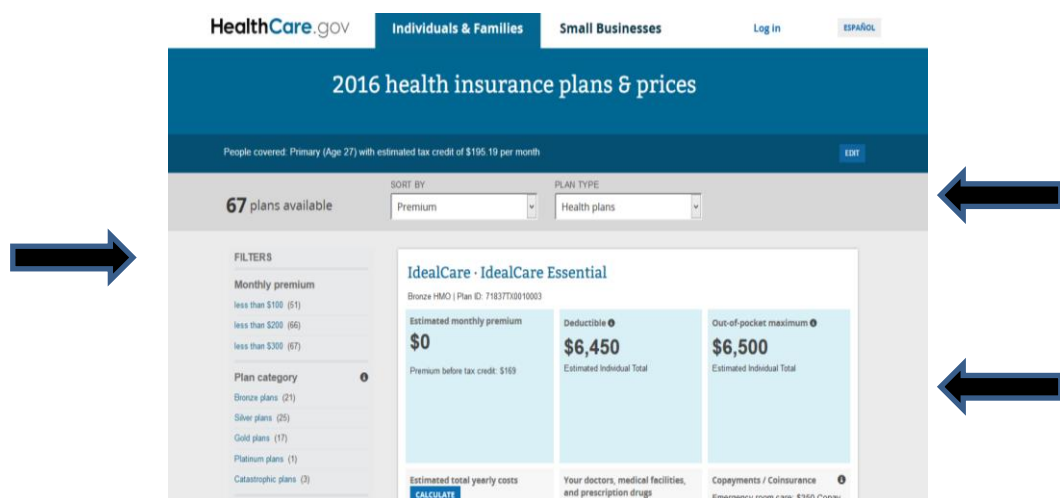 HealthCare.gov
Individuals & Families
Small Businesses
Log in
ESPAÑOL
2016 health insurance plans & prices
People covered: Primary (Age 27) with estimated tax credit of $195.19 per month
EDIT
67 plans available
SORT BY
Premium
PLAN TYPE
Health plans
FILTERS
Monthly premium
less than $100 (51)
less than $200 (66)
less than $300 (67)
Plan category
Bronze plans (21)
Silver plans (25)
Gold plans (17)
Platinum plans (1)
Catastrophic plans (3)
IdealCare · IdealCare Essential
Bronze HMO | Plan ID: 71837TX0010003
Estimated monthly premium
$0
Premium before tax credit: $169
Deductible
$6,450
Estimated Individual Total
Out-of-pocket maximum
$6,500
Estimated Individual Total
Estimated total yearly costs
CALCULATE
Your doctors, medical facilities,
and prescription drugs
Copayments / Coinsurance
Emergency room care: $350 Copay